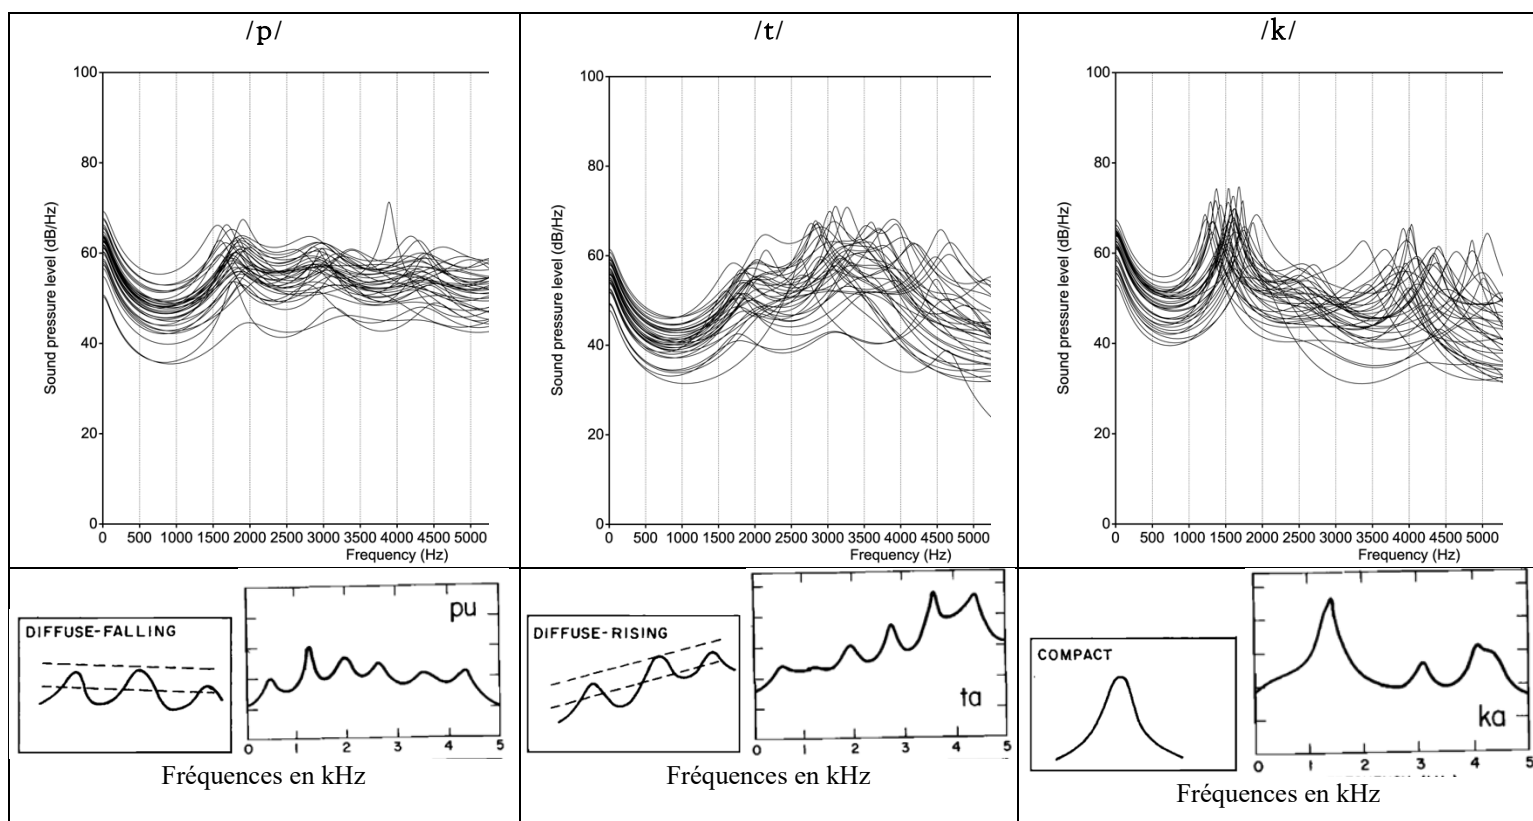 /p/
100
80
60
40
20
0
Sound pressure level (dB/Hz)
0 500 1000 1500 2000 2500 3000 3500 4000 4500 5000
Frequency (Hz)
/t/
100
80
60
40
20
0
Sound pressure level (dB/Hz)
0 500 1000 1500 2000 2500 3000 3500 4000 4500 5000
Frequency (Hz)
/k/
100
80
60
40
20
0
Sound pressure level (dB/Hz)
0 500 1000 1500 2000 2500 3000 3500 4000 4500 5000
Frequency (Hz)
DIFFUSE-FALLING
pu
0 1 2 3 4 5
Fréquences en kHz
DIFFUSE-RISING
ta
0 1 2 3 4 5
Fréquences en kHz
COMPACT
ka
0 1 2 3 4 5
Fréquences en kHz